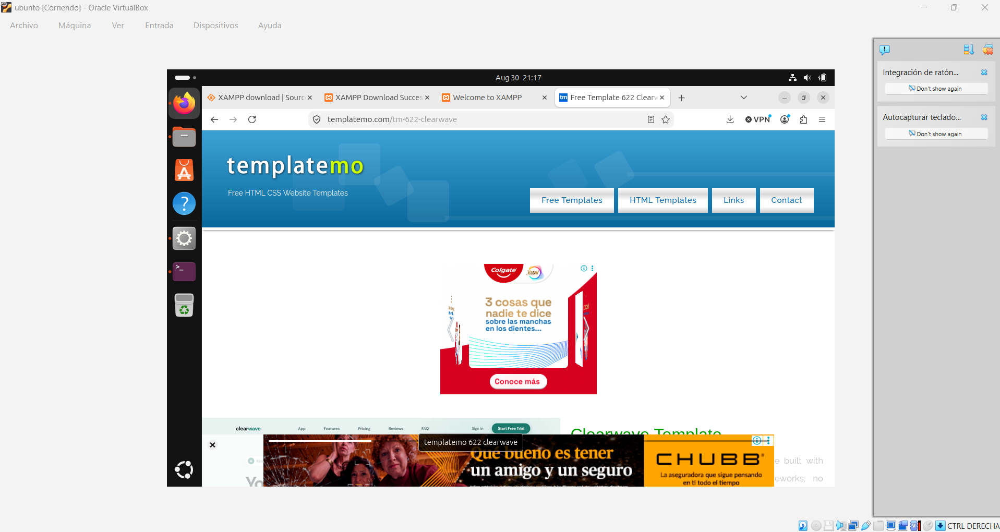 ubunto [Corriendo] - Oracle VirtualBox
Archivo Máquina Ver Entrada Dispositivos Ayuda
Integración de ratón...
Don't show again
Autocapturar teclado...
Don't show again
Aug 30 21:17
XAMPP download | Sourc
XAMPP Download Succes
Welcome to XAMPP
tm Free Template 622 Clearw
templatemo.com/tm-622-clearwave
VPN
templatemo
Free HTML CSS Website Templates
Free Templates
HTML Templates
Links
Contact
Colgate
Total
3 cosas que
nadie te dice
sobre las manchas
en los dientes...
Conoce más
clearwave App Features Pricing Reviews FAQ Sign in Start Free Trial
Clearwave Template
templatemo 622 clearwave
Qué bueno es tener
un amigo y un seguro
CHUBB
La aseguradora que sigue pensando
en ti todo el tiempo
e built with
eworks, no
Yo
CTRL DERECHA